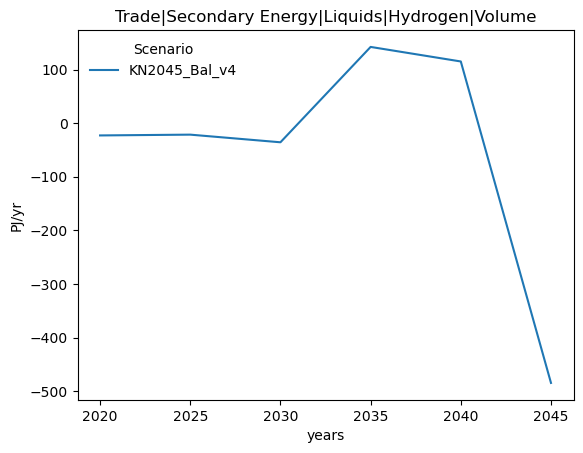 Trade|Secondary Energy|Liquids|Hydrogen|Volume
Scenario
KN2045_Bal_v4
100
0
−100
−200
−300
−400
−500
PJ/yr
2020 2025 2030 2035 2040 2045
years